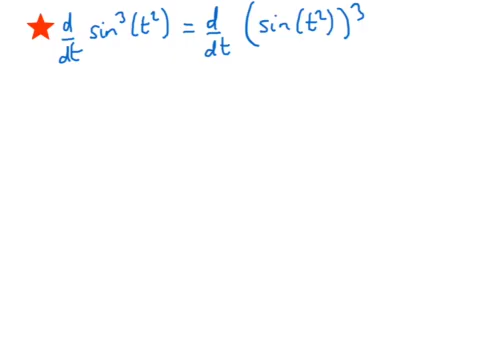 ★ d/dt sin³(t²) = d/dt (sin(t²))³